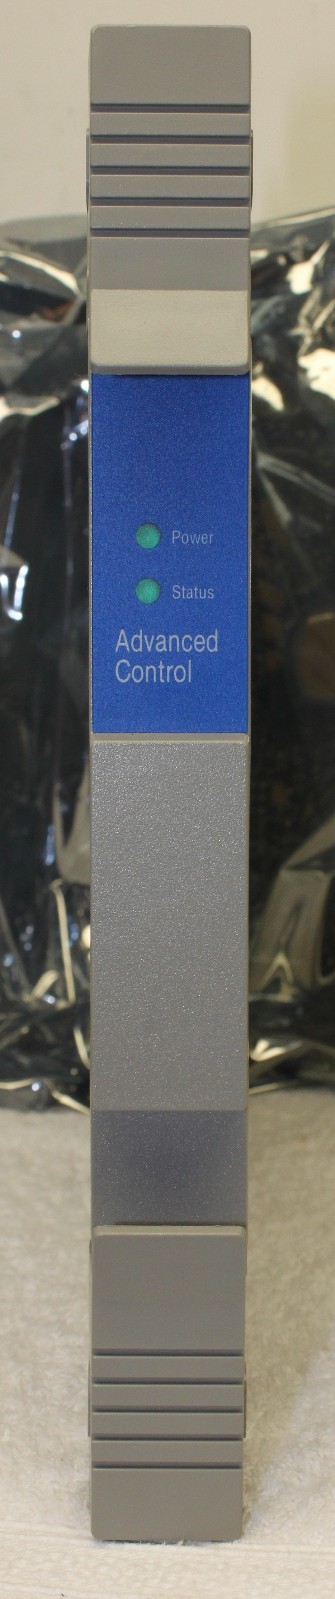 Power
Status
Advanced
Control